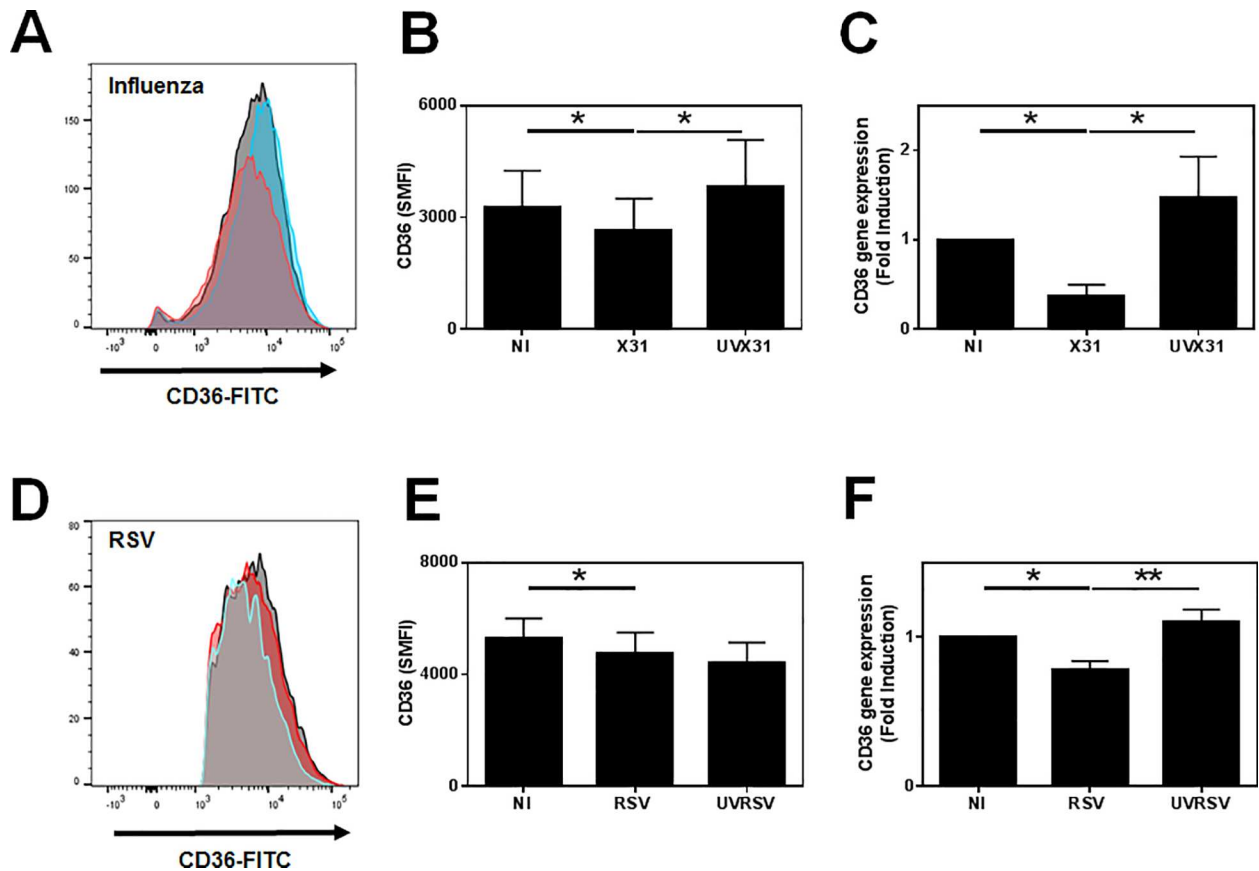 A
Influenza
150
100
50
0
-10³ 0 10³ 10⁴ 10⁵
CD36-FITC
B
6000
3000
0
CD36 (SMFI)
* *
NI X31 UVX31
C
2
1
0
CD36 gene expression
(Fold Induction)
* *
NI X31 UVX31
D
RSV
80
60
40
20
0
-10³ 0 10³ 10⁴ 10⁵
CD36-FITC
E
8000
4000
0
CD36 (SMFI)
*
NI RSV UVRSV
F
1
0
CD36 gene expression
(Fold Induction)
* **
NI RSV UVRSV